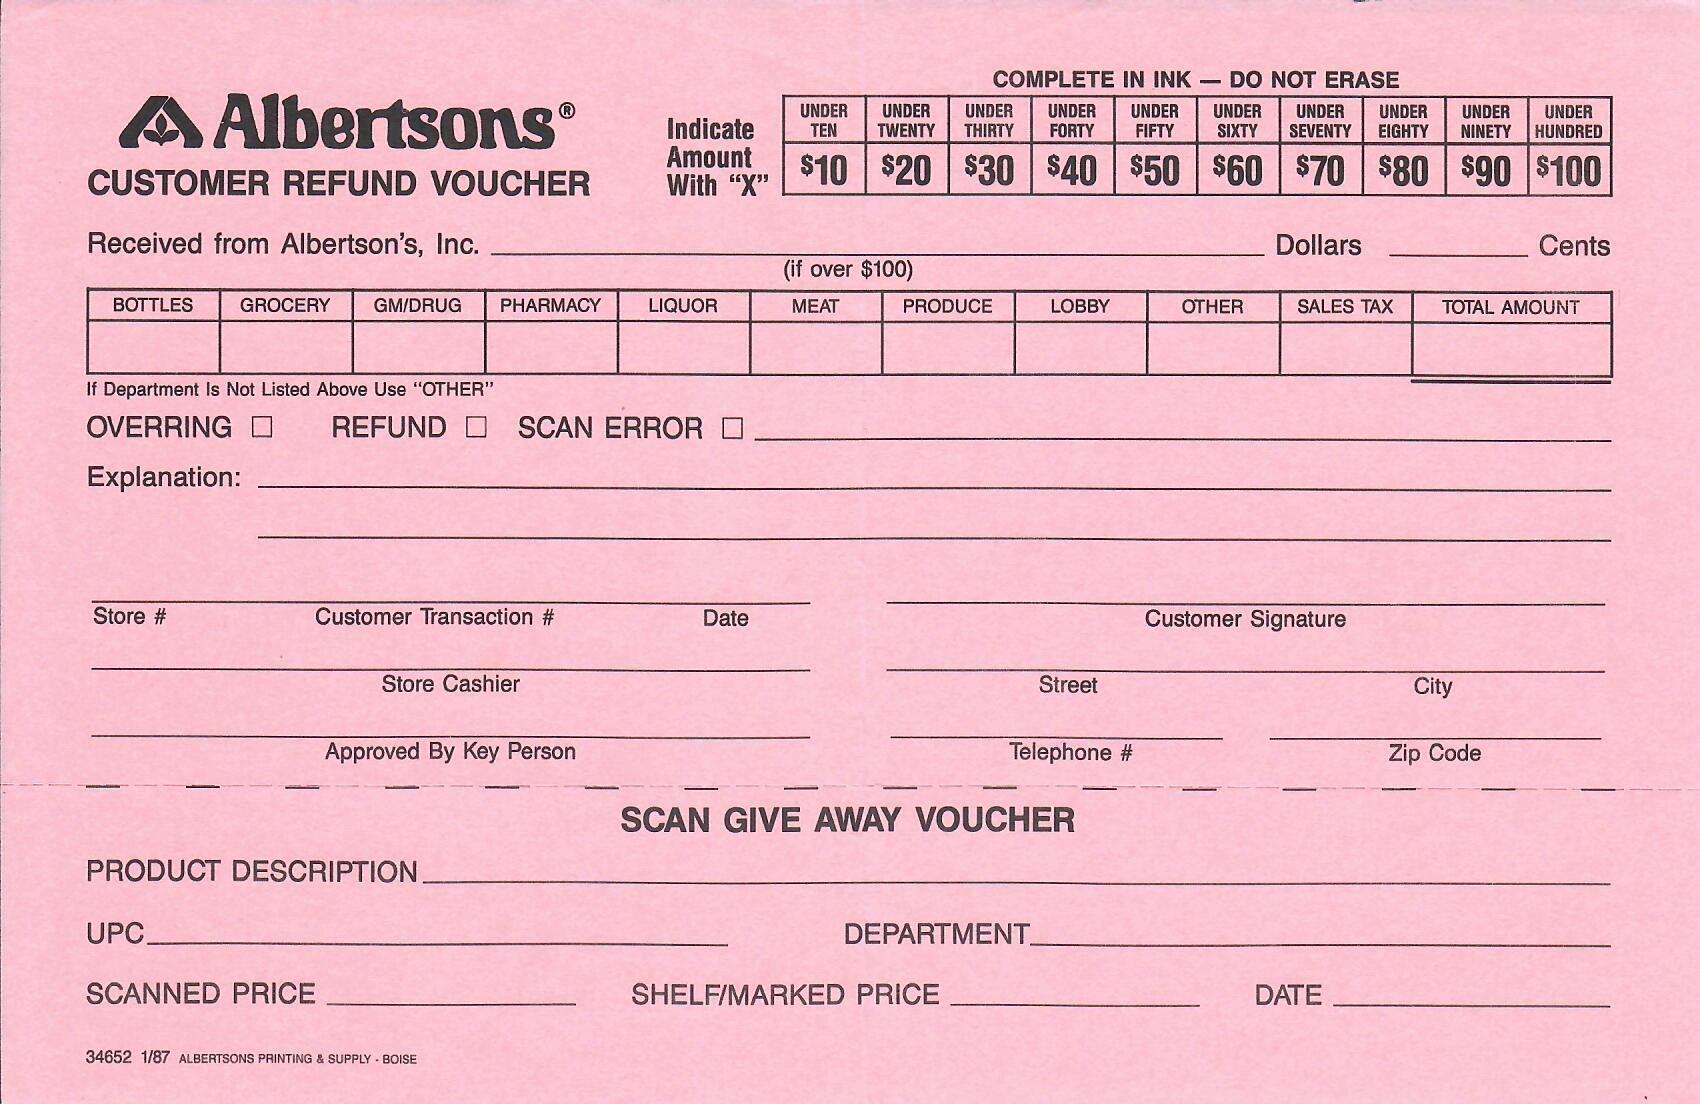 COMPLETE IN INK — DO NOT ERASE
Albertsons®
CUSTOMER REFUND VOUCHER
Indicate Amount With “X”
UNDER TEN UNDER TWENTY UNDER THIRTY UNDER FORTY UNDER FIFTY UNDER SIXTY UNDER SEVENTY UNDER EIGHTY UNDER NINETY UNDER HUNDRED
$10 $20 $30 $40 $50 $60 $70 $80 $90 $100
Received from Albertson’s, Inc. Dollars Cents
(if over $100)
BOTTLES GROCERY GM/DRUG PHARMACY LIQUOR MEAT PRODUCE LOBBY OTHER SALES TAX TOTAL AMOUNT
If Department Is Not Listed Above Use “OTHER”
OVERRING REFUND SCAN ERROR
Explanation:
Store # Customer Transaction # Date Customer Signature
Store Cashier Street City
Approved By Key Person Telephone # Zip Code
SCAN GIVE AWAY VOUCHER
PRODUCT DESCRIPTION
UPC DEPARTMENT
SCANNED PRICE SHELF/MARKED PRICE DATE
34652 1/87 ALBERTSONS PRINTING & SUPPLY - BOISE